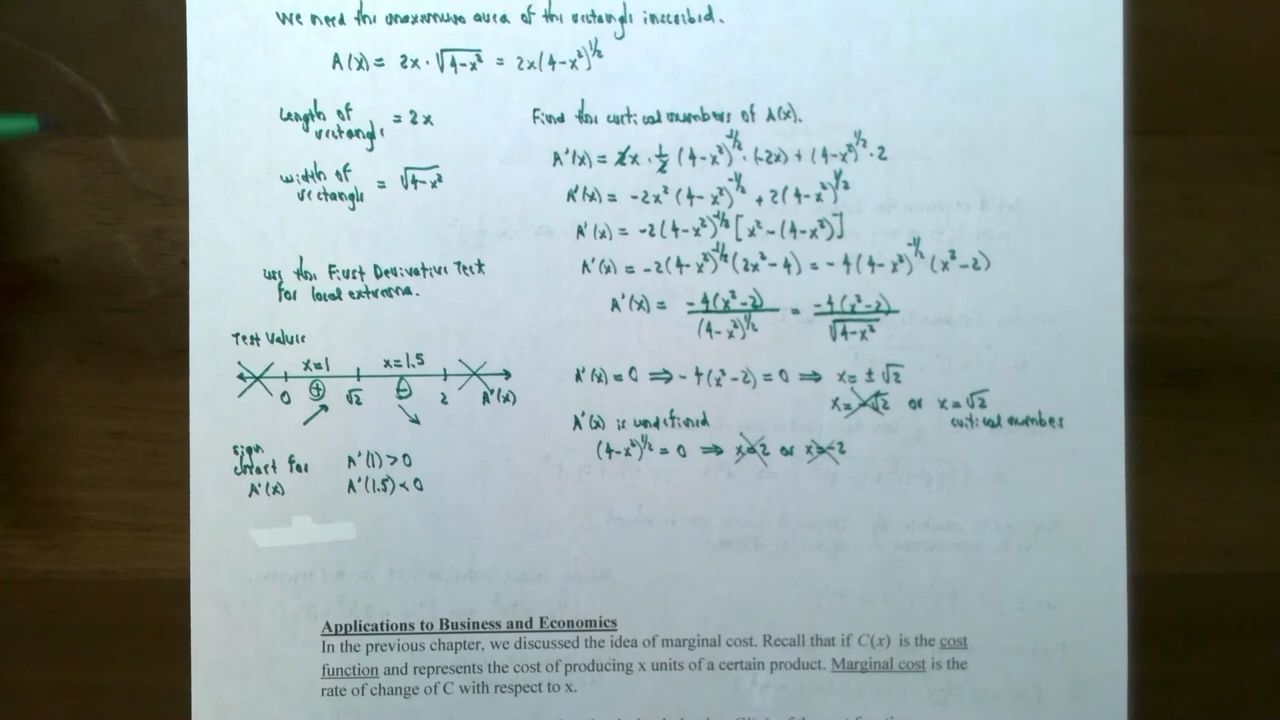 We need the maximum area of the rectangle inscribed.
A(x) = 2x · √(4-x²) = 2x(4-x²)^½
Length of rectangle = 2x
width of rectangle = √(4-x²)
Find the critical numbers of A(x).
A'(x) = 2x · ½ (4-x²)^-½ · (-2x) + (4-x²)^½ · 2
A'(x) = -2x² (4-x²)^-½ + 2(4-x²)^½
A'(x) = -2(4-x²)^-½ [x² - (4-x²)]
A'(x) = -2(4-x²)^-½ (2x²-4) = -4(4-x²)^-½ (x²-2)
A'(x) = -4(x²-2)/(4-x²)^½ = -4(x²-2)/√(4-x²)
A'(x) = 0 ⇒ -4(x²-2) = 0 ⇒ x = ±√2
x = -√2 or x = √2
critical number
A'(x) is undefined
(4-x²)^½ = 0 ⇒ x=2 or x=-2
use the First Derivative Test
for local extrema.
Test Values
x=1 x=1.5
0 + √2 - 2 A'(x)
sign
chart for
A'(x)
A'(1) > 0
A'(1.5) < 0
Applications to Business and Economics
In the previous chapter, we discussed the idea of marginal cost. Recall that if C(x) is the cost
function and represents the cost of producing x units of a certain product. Marginal cost is the
rate of change of C with respect to x.